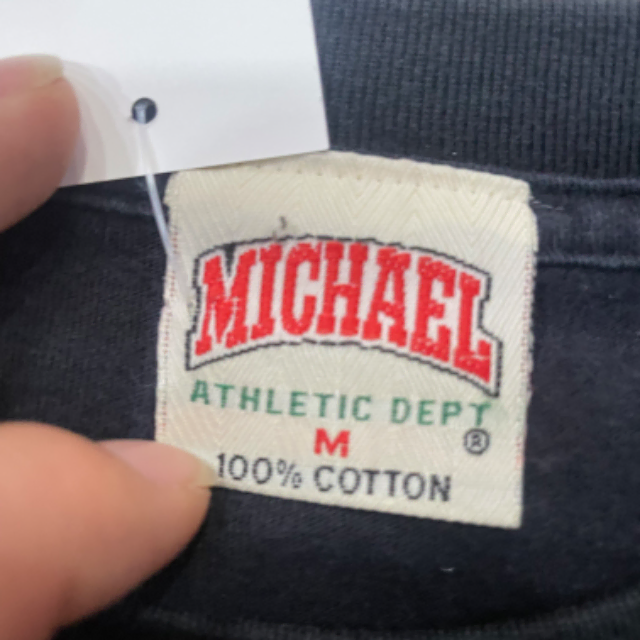 MICHAEL
ATHLETIC DEPT
M ®
100% COTTON